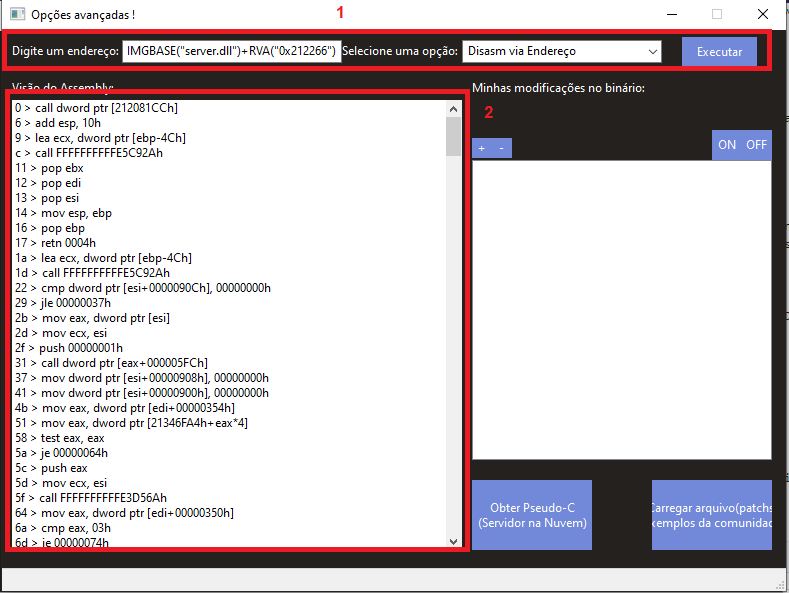 Opções avançadas !
1
Digite um endereço: IMGBASE("server.dll")+RVA("0x212266") Selecione uma opção: Disasm via Endereço Executar
Visão do Assembly:
0 > call dword ptr [212081CCh]
6 > add esp, 10h
9 > lea ecx, dword ptr [ebp-4Ch]
c > call FFFFFFFFFFE5C92Ah
11 > pop ebx
12 > pop edi
13 > pop esi
14 > mov esp, ebp
16 > pop ebp
17 > retn 0004h
1a > lea ecx, dword ptr [ebp-4Ch]
1d > call FFFFFFFFFFE5C92Ah
22 > cmp dword ptr [esi+0000090Ch], 00000000h
29 > jle 00000037h
2b > mov eax, dword ptr [esi]
2d > mov ecx, esi
2f > push 00000001h
31 > call dword ptr [eax+000005FCh]
37 > mov dword ptr [esi+00000908h], 00000000h
41 > mov dword ptr [esi+00000900h], 00000000h
4b > mov eax, dword ptr [edi+00000354h]
51 > mov eax, dword ptr [21346FA4h+eax*4]
58 > test eax, eax
5a > je 00000064h
5c > push eax
5d > mov ecx, esi
5f > call FFFFFFFFFFE3D56Ah
64 > mov eax, dword ptr [edi+00000350h]
6a > cmp eax, 03h
6d > je 00000074h
Minhas modificações no binário:
2
+ -
ON OFF
Obter Pseudo-C
(Servidor na Nuvem)
Carregar arquivo(patchs
xemplos da comunidad